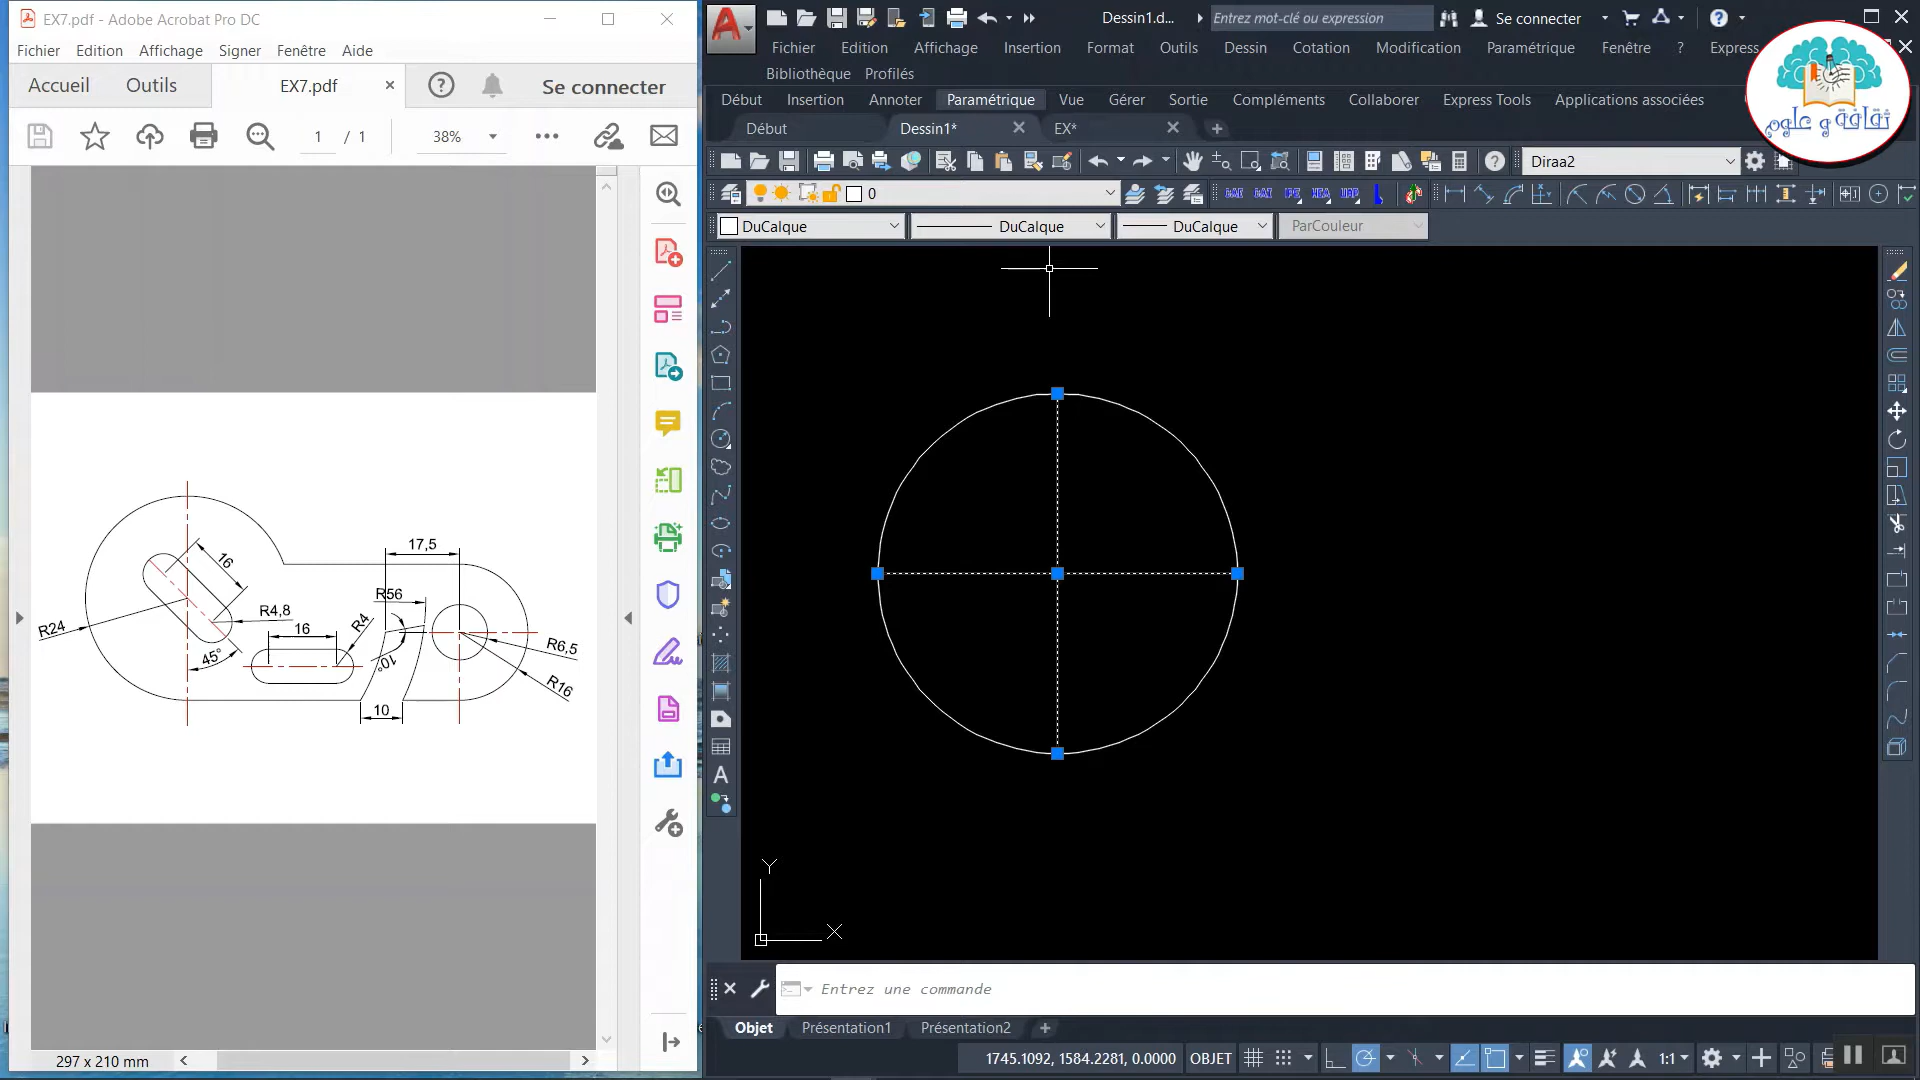 EX7.pdf - Adobe Acrobat Pro DC
Fichier Edition Affichage Signer Fenêtre Aide
Accueil Outils EX7.pdf Se connecter
1 / 1 38%
16
R24
R4,8
45°
16
R4
R56
17,5
10°
10
R6,5
R16
297 x 210 mm
Dessin1.d... Entrez mot-clé ou expression Se connecter
Fichier Edition Affichage Insertion Format Outils Dessin Cotation Modification Paramétrique Fenêtre ? Express
Bibliothèque Profilés
Début Insertion Annoter Paramétrique Vue Gérer Sortie Compléments Collaborer Express Tools Applications associées
Début Dessin1* EX*
Diraa2
0
IPE HEA UAP
DuCalque DuCalque DuCalque ParCouleur
ثقافة و علوم
Y
X
Entrez une commande
Objet Présentation1 Présentation2
1745.1092, 1584.2281, 0.0000 OBJET 1:1